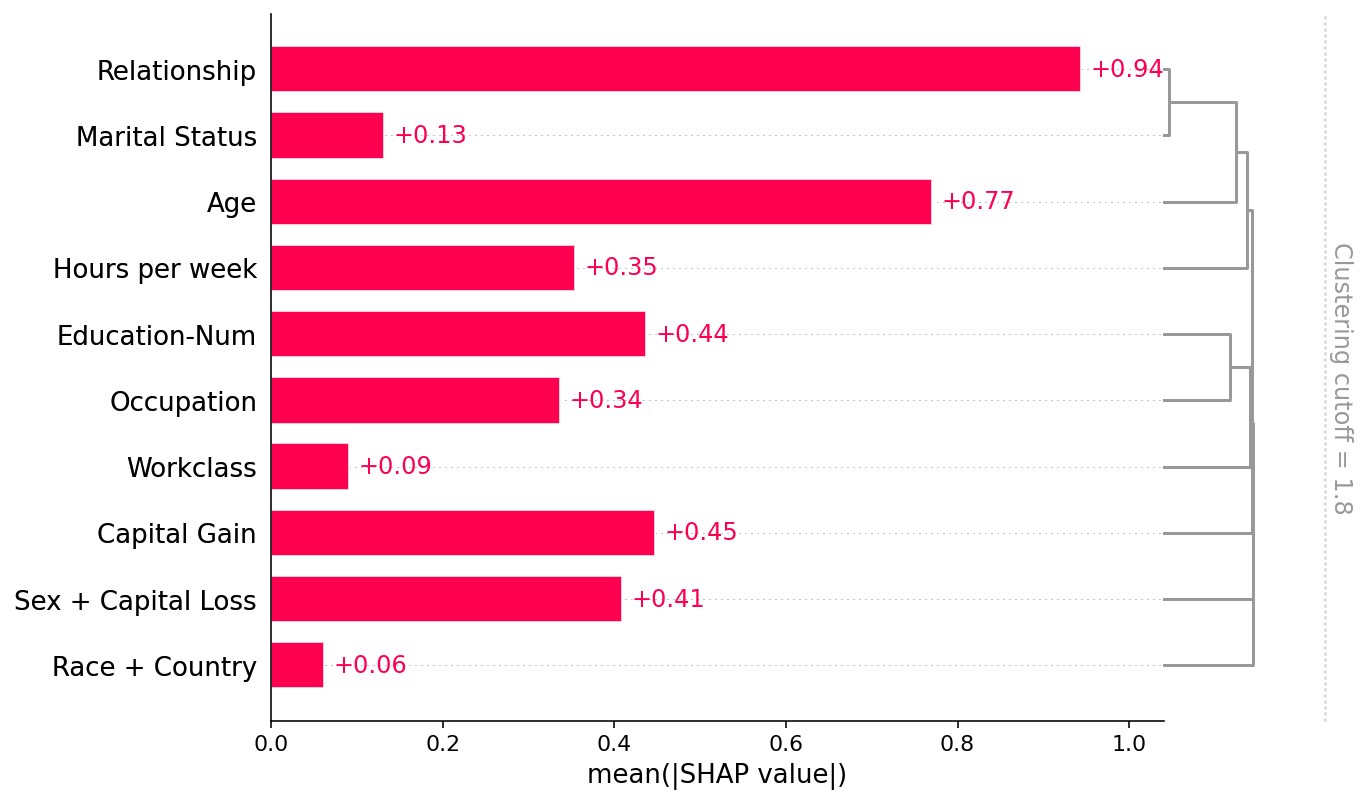 Relationship +0.94
Marital Status +0.13
Age +0.77
Hours per week +0.35
Education-Num +0.44
Occupation +0.34
Workclass +0.09
Capital Gain +0.45
Sex + Capital Loss +0.41
Race + Country +0.06
0.0 0.2 0.4 0.6 0.8 1.0
mean(|SHAP value|)
Clustering cutoff = 1.8